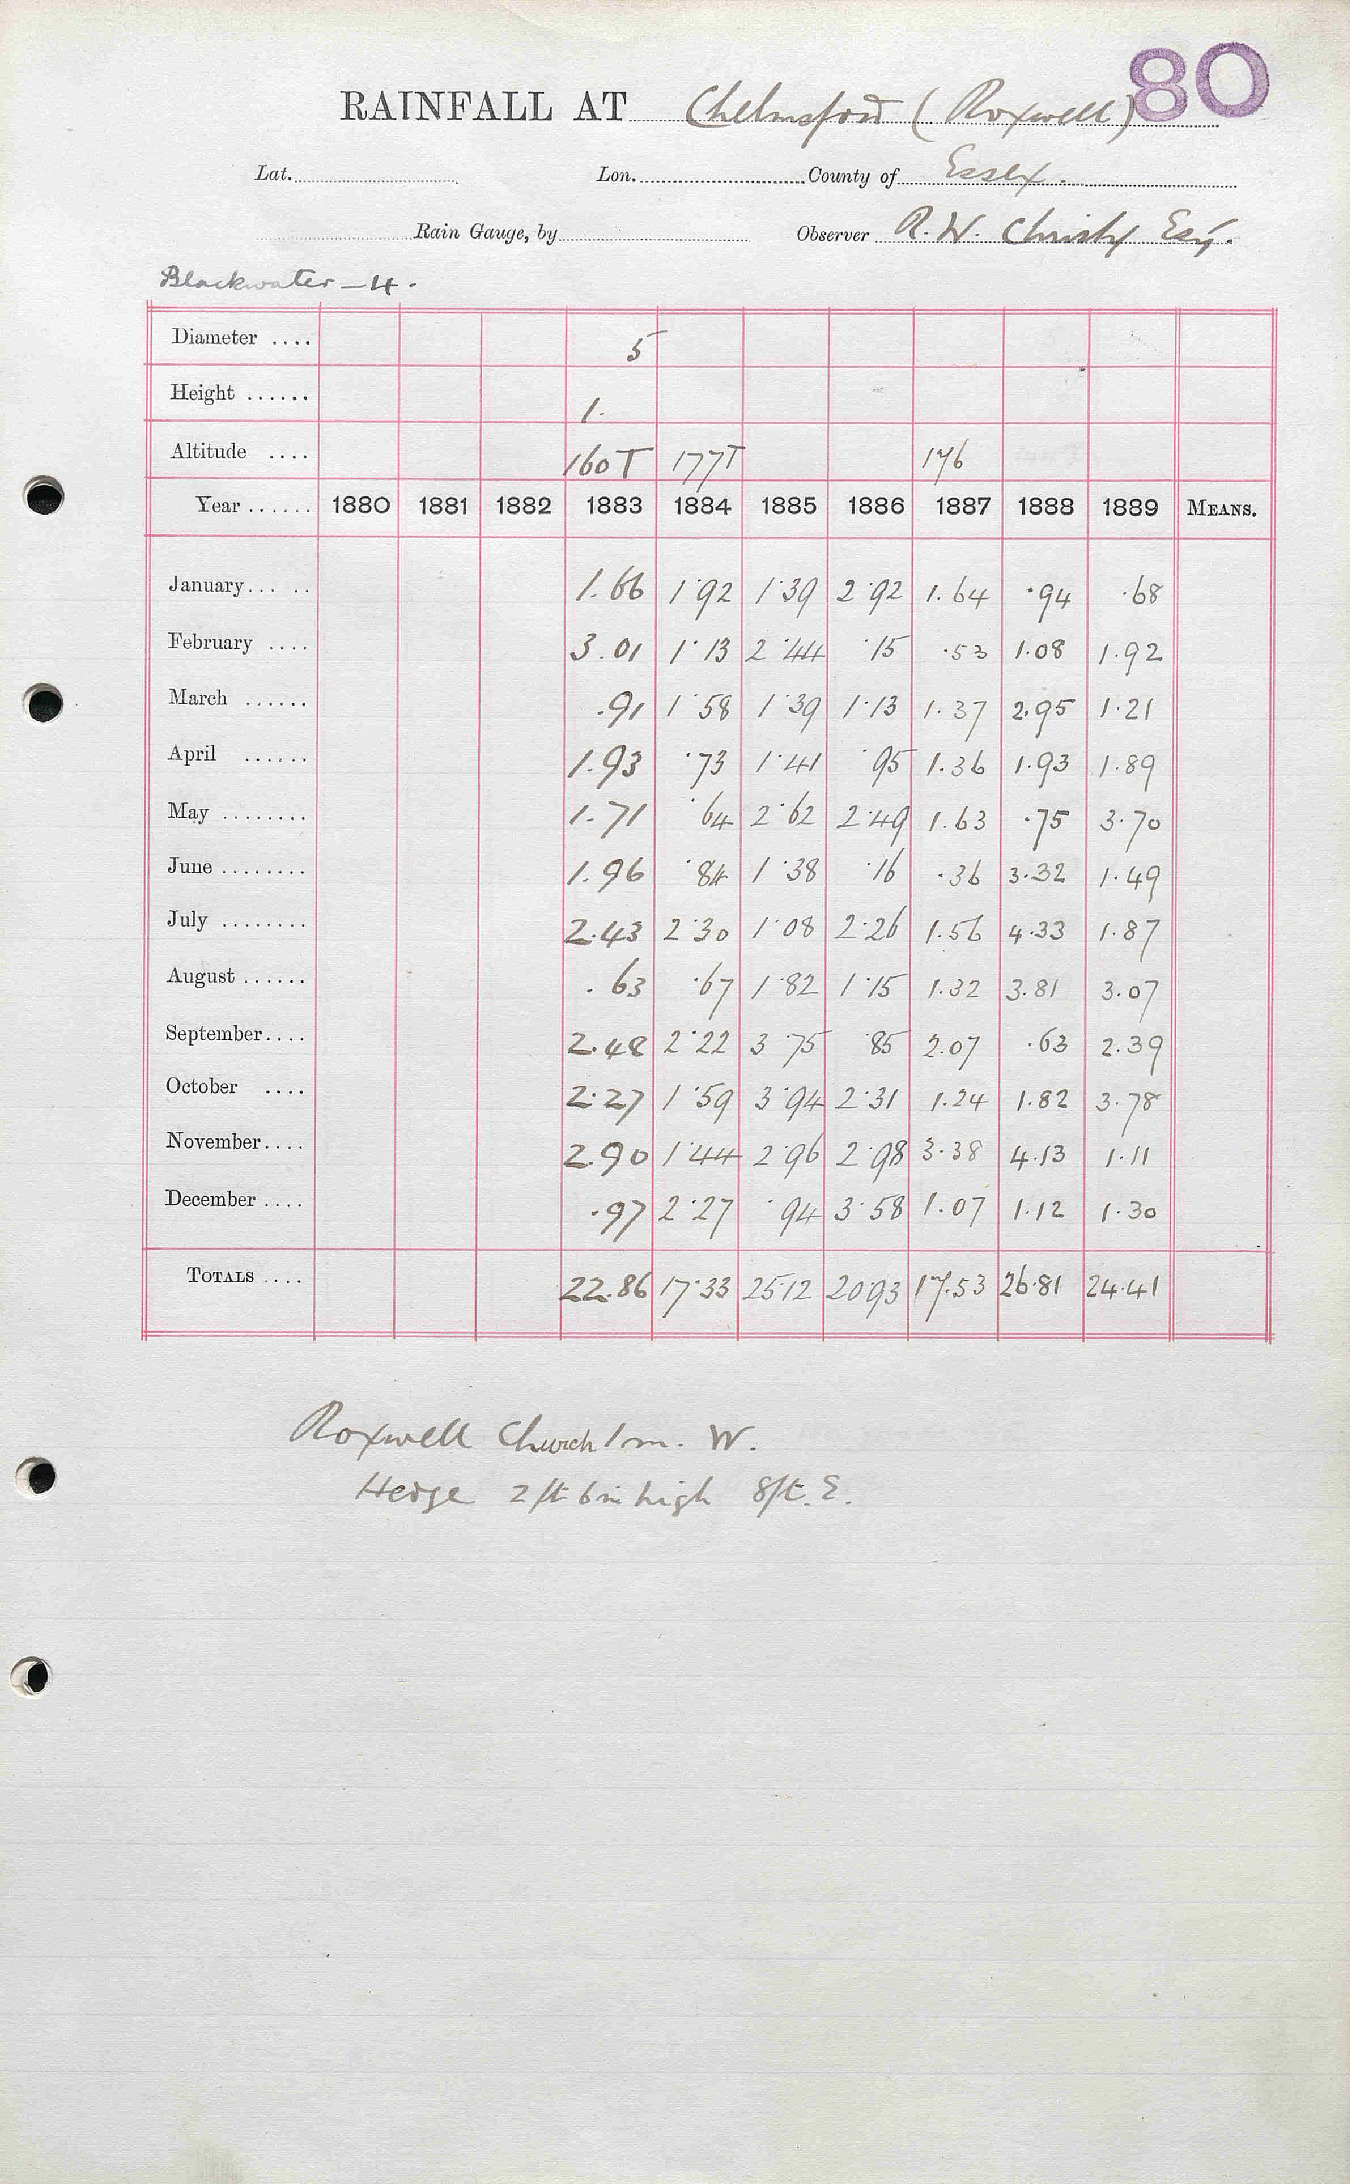 80
RAINFALL AT Chelmsford (Roxwell)
Lat. Lon. County of Essex.
Rain Gauge, by Observer R. W. Christy Esq.
Blackwater - 4.
Diameter .... 5
Height ...... 1.
Altitude .... 160T 177T 176
Year ...... 1880 1881 1882 1883 1884 1885 1886 1887 1888 1889 MEANS.
January... .. 1.66 1.92 1.39 2.92 1.64 .94 .68
February .... 3.01 1.13 2.44 .15 .53 1.08 1.92
March ...... .91 1.58 1.39 1.13 1.37 2.95 1.21
April ...... 1.93 .73 1.41 .95 1.36 1.93 1.89
May ........ 1.71 .64 2.62 2.49 1.63 .75 3.70
June ........ 1.96 .84 1.38 .16 .36 3.32 1.49
July ........ 2.43 2.30 1.08 2.26 1.56 4.33 1.87
August ...... .63 .67 1.82 1.15 1.32 3.81 3.07
September.... 2.48 2.22 3.75 .85 2.07 .63 2.39
October .... 2.27 1.59 3.94 2.31 1.24 1.82 3.78
November.... 2.90 1.44 2.96 2.98 3.38 4.13 1.11
December .... .97 2.27 .94 3.58 1.07 1.12 1.30
TOTALS .... 22.86 17.33 25.12 20.93 17.53 26.81 24.41
Roxwell Church 1 m. W.
Hedge 2 ft 6 in high 8 ft. E.